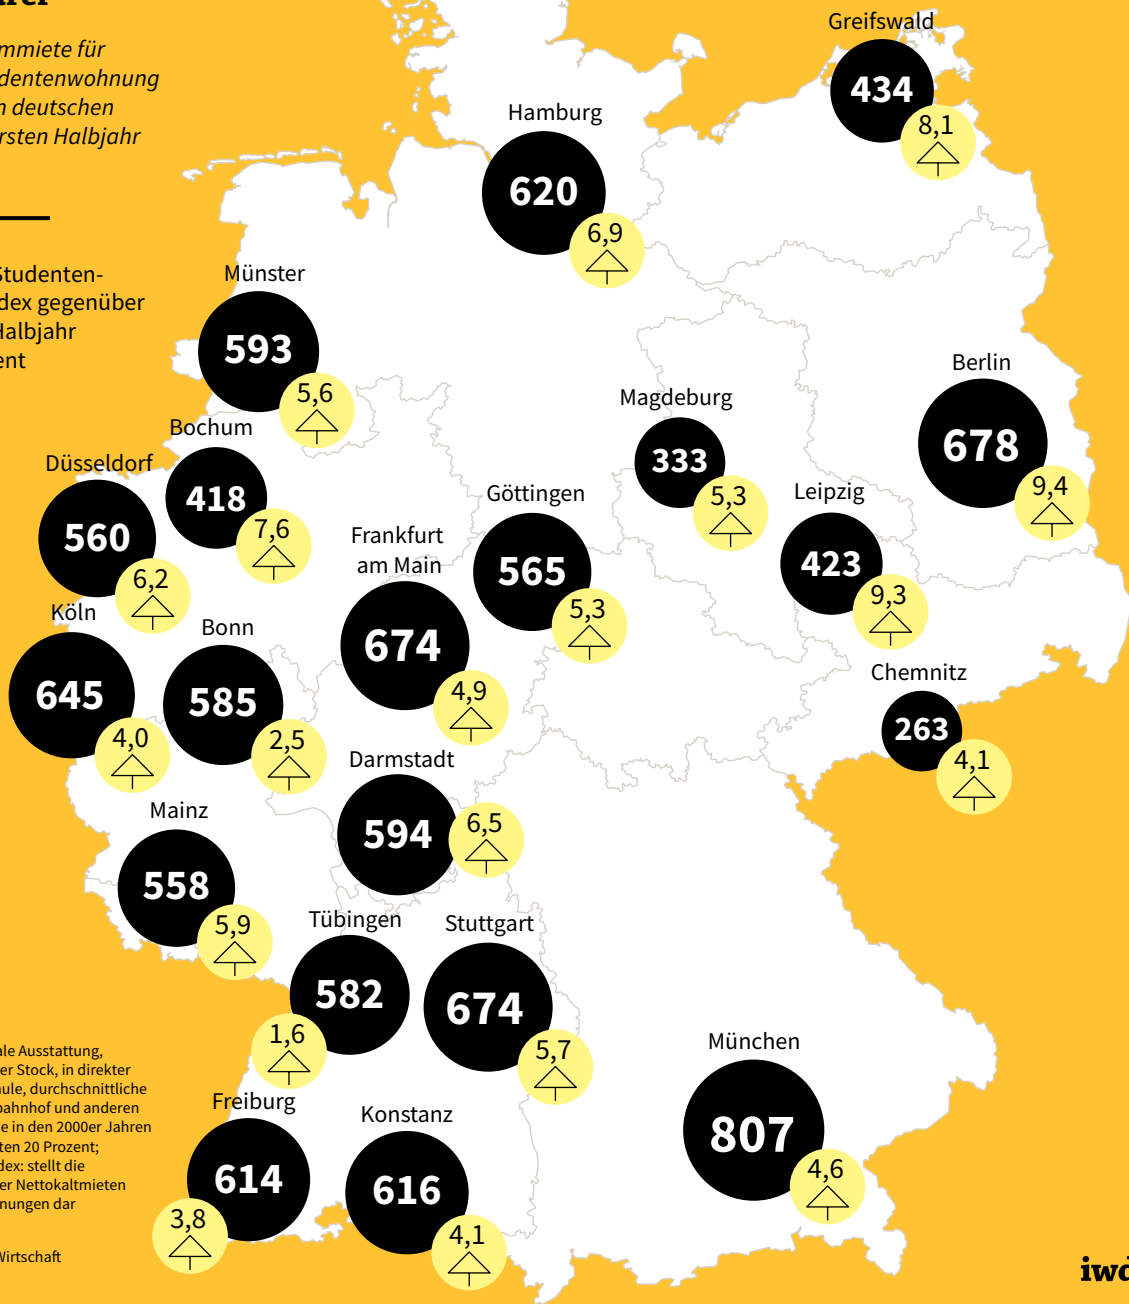 mmiete für
dentenwohnung
n deutschen
rsten Halbjahr
Studenten-
dex gegenüber
Halbjahr
ent
Greifswald
434
8,1
Hamburg
620
6,9
Münster
593
5,6
Berlin
678
9,4
Magdeburg
333
5,3
Bochum
418
7,6
Düsseldorf
560
6,2
Göttingen
565
5,3
Leipzig
423
9,3
Frankfurt
am Main
674
4,9
Köln
645
4,0
Bonn
585
2,5
Chemnitz
263
4,1
Darmstadt
594
6,5
Mainz
558
5,9
Tübingen
582
1,6
Stuttgart
674
5,7
München
807
4,6
Freiburg
614
3,8
Konstanz
616
4,1
ale Ausstattung,
er Stock, in direkter
ule, durchschnittliche
bahnhof und anderen
e in den 2000er Jahren
ten 20 Prozent;
dex: stellt die
er Nettokaltmieten
nungen dar
Wirtschaft
iwd